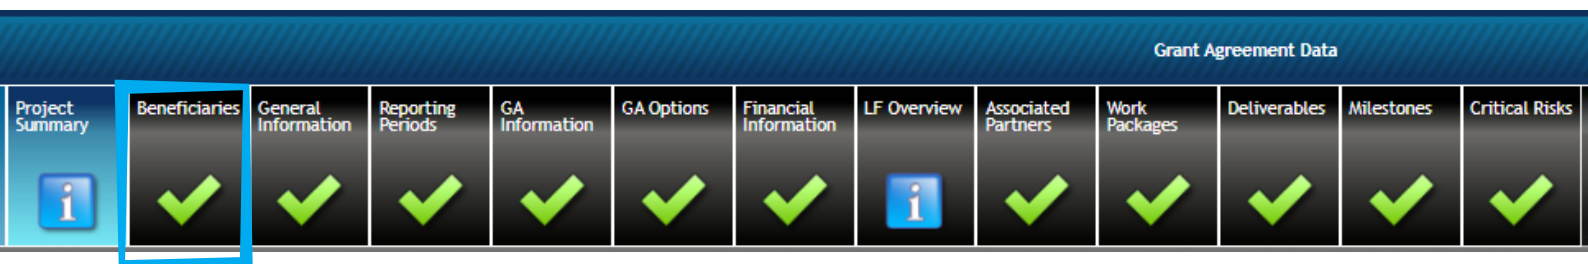 Grant Agreement Data
Project
Summary
Beneficiaries
General
Information
Reporting
Periods
GA
Information
GA Options
Financial
Information
LF Overview
Associated
Partners
Work
Packages
Deliverables
Milestones
Critical Risks